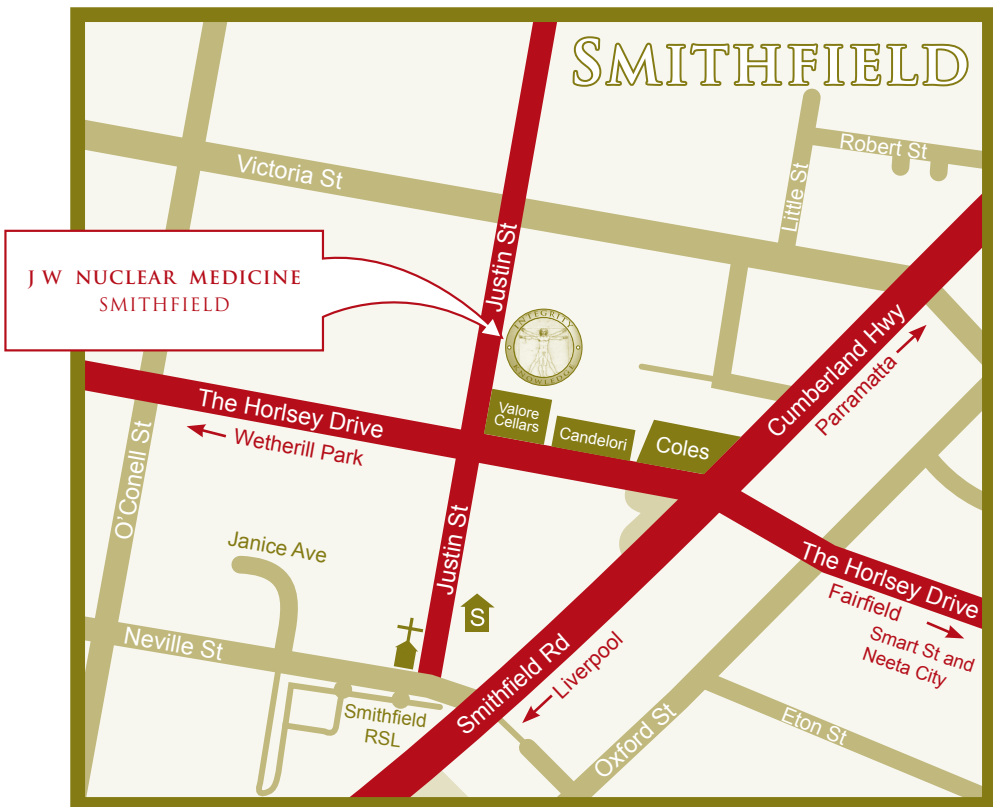 SMITHFIELD
Robert St
Little St
Victoria St
Justin St
J W NUCLEAR MEDICINE
SMITHFIELD
INTEGRITY
KNOWLEDGE
Cumberland Hwy
Parramatta
The Horlsey Drive
Wetherill Park
Valore
Cellars
Candelori
Coles
O'Conell St
Janice Ave
Justin St
The Horlsey Drive
Fairfield
Smart St and
Neeta City
S
Neville St
Smithfield Rd
Liverpool
Smithfield
RSL
Oxford St
Eton St